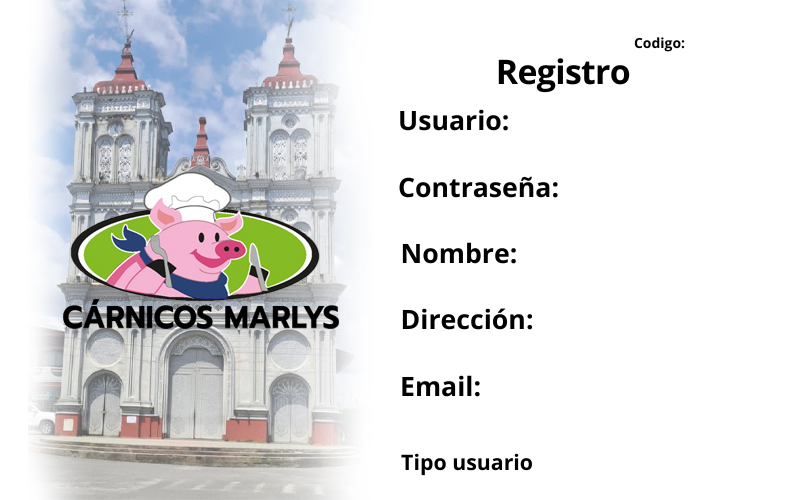 Codigo:
Registro
Usuario:
Contraseña:
Nombre:
Dirección:
Email:
Tipo usuario
CÁRNICOS MARLYS